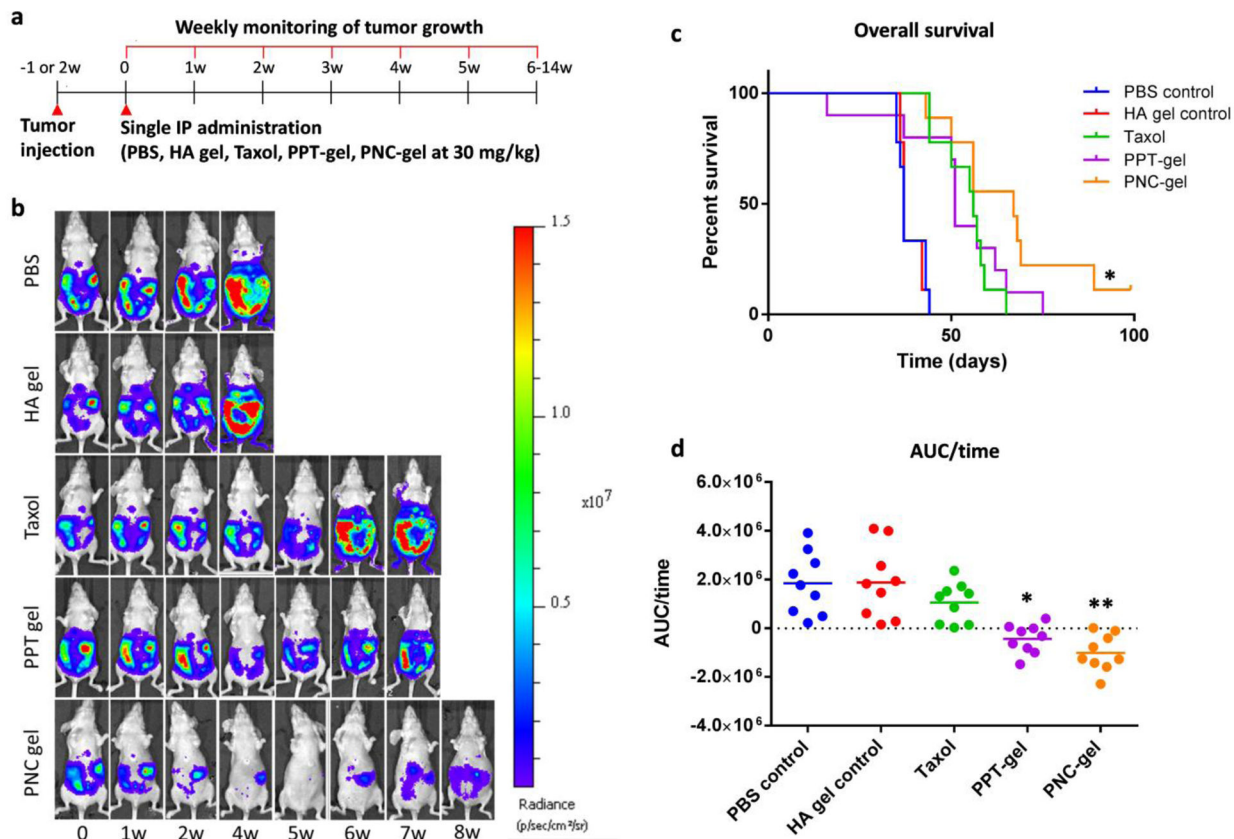 a
Weekly monitoring of tumor growth
-1 or 2w 0 1w 2w 3w 4w 5w 6-14w
Tumor
injection
Single IP administration
(PBS, HA gel, Taxol, PPT-gel, PNC-gel at 30 mg/kg)
b
PBS
HA gel
Taxol
PPT gel
PNC gel
0 1w 2w 4w 5w 6w 7w 8w
1.5
1.0
x10⁷
0.5
Radiance
(p/sec/cm²/sr)
c
Overall survival
Percent survival
100
50
0
0 50 100
Time (days)
PBS control
HA gel control
Taxol
PPT-gel
PNC-gel
*
d
AUC/time
AUC/time
6.0×10⁶
4.0×10⁶
2.0×10⁶
0
-2.0×10⁶
-4.0×10⁶
* **
PBS control
HA gel control
Taxol
PPT-gel
PNC-gel